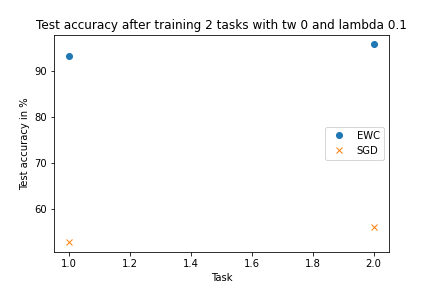 Test accuracy after training 2 tasks with tw 0 and lambda 0.1
90
80
70
60
Test accuracy in %
EWC
SGD
1.0 1.2 1.4 1.6 1.8 2.0
Task